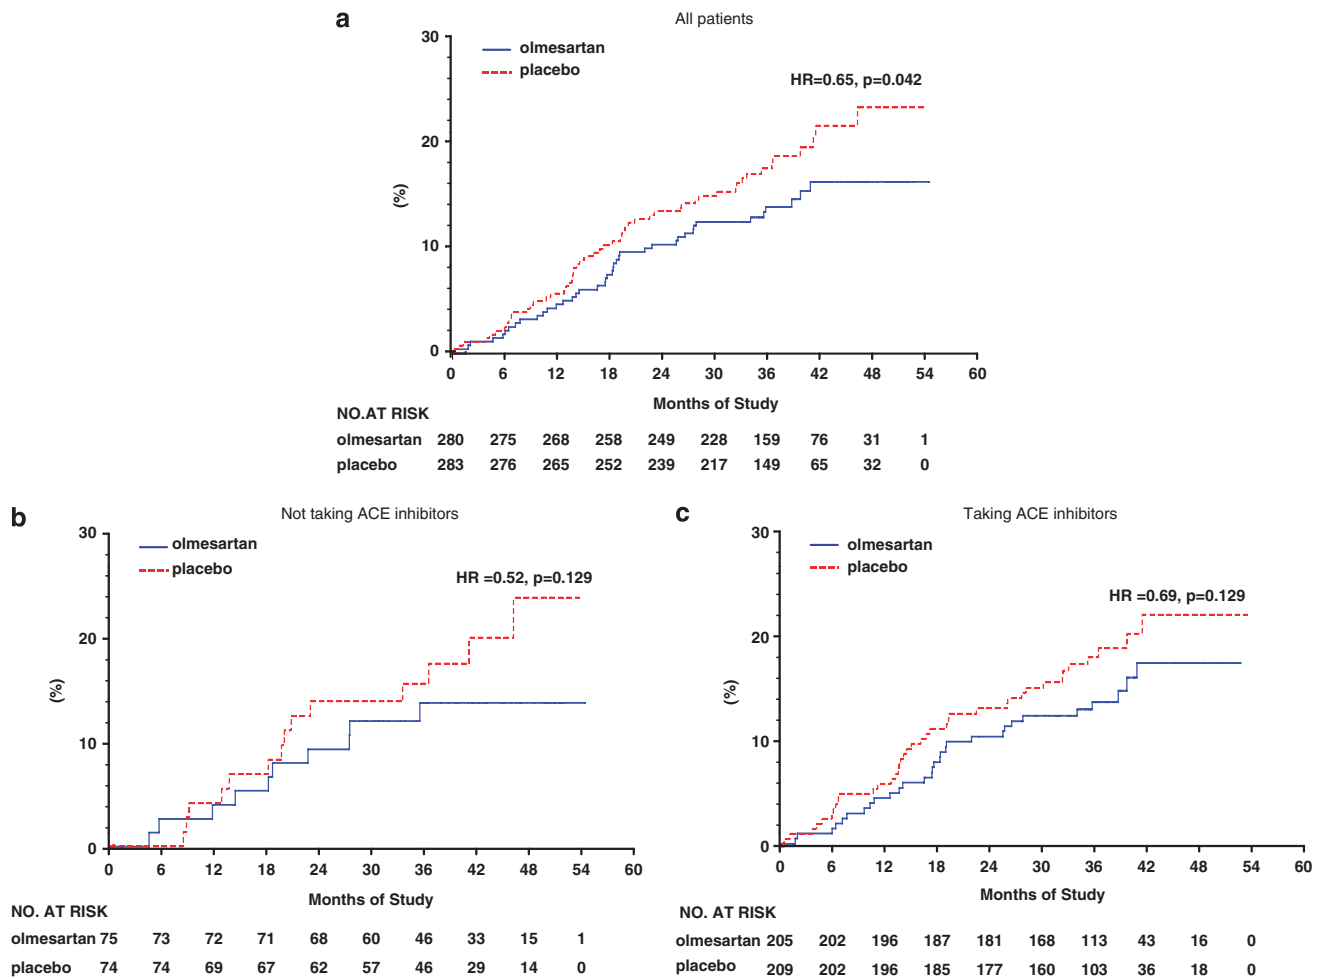 a
All patients
30
olmesartan
placebo
HR=0.65, p=0.042
20
(%)
10
0
0 6 12 18 24 30 36 42 48 54 60
Months of Study
NO.AT RISK
olmesartan 280 275 268 258 249 228 159 76 31 1
placebo 283 276 265 252 239 217 149 65 32 0
b
Not taking ACE inhibitors
30
olmesartan
placebo
HR =0.52, p=0.129
20
(%)
10
0
0 6 12 18 24 30 36 42 48 54 60
Months of Study
NO. AT RISK
olmesartan 75 73 72 71 68 60 46 33 15 1
placebo 74 74 69 67 62 57 46 29 14 0
c
Taking ACE inhibitors
30
olmesartan
placebo
HR =0.69, p=0.129
20
(%)
10
0
0 6 12 18 24 30 36 42 48 54 60
Months of Study
NO. AT RISK
olmesartan 205 202 196 187 181 168 113 43 16 0
placebo 209 202 196 185 177 160 103 36 18 0